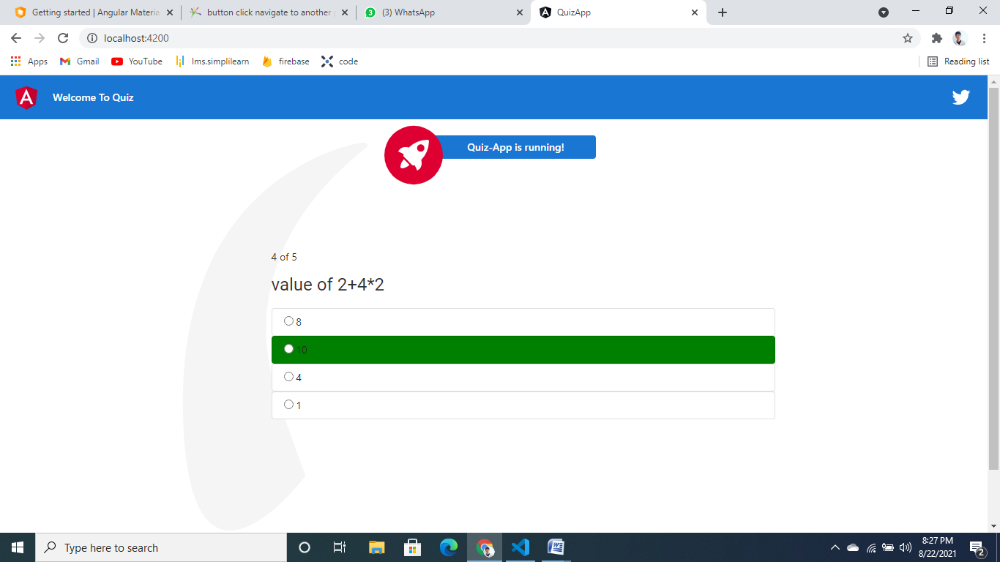 Getting started | Angular Materia
button click navigate to another
3 (3) WhatsApp
QuizApp
localhost:4200
Apps Gmail YouTube lms.simplilearn firebase code Reading list
Welcome To Quiz
Quiz-App is running!
4 of 5
value of 2+4*2
8
10
4
1
Type here to search
8:27 PM
8/22/2021
2